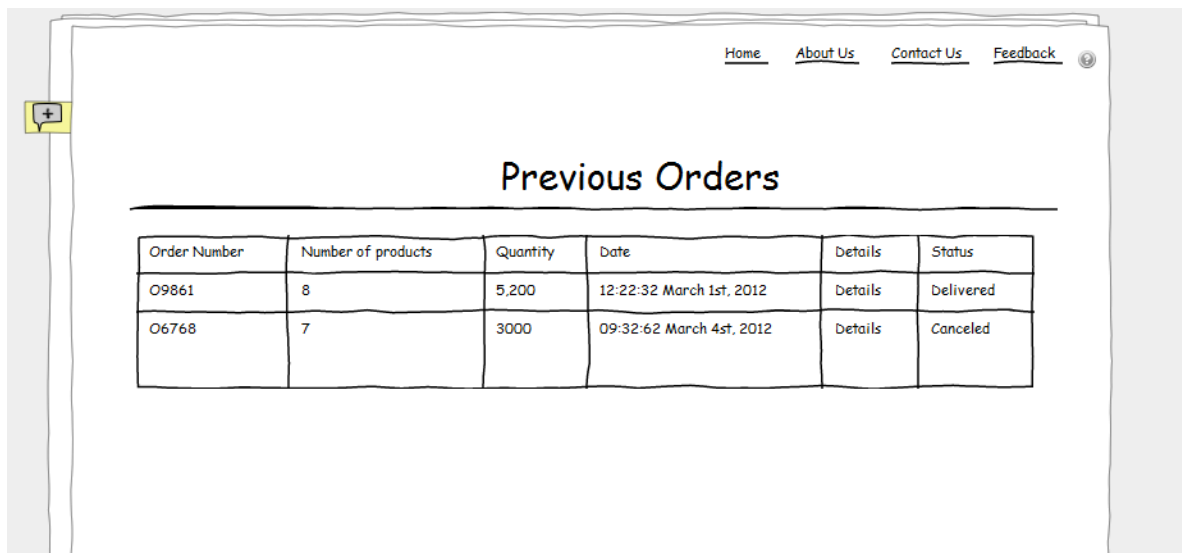 Home About Us Contact Us Feedback
Previous Orders
Order Number Number of products Quantity Date Details Status
O9861 8 5,200 12:22:32 March 1st, 2012 Details Delivered
O6768 7 3000 09:32:62 March 4st, 2012 Details Canceled